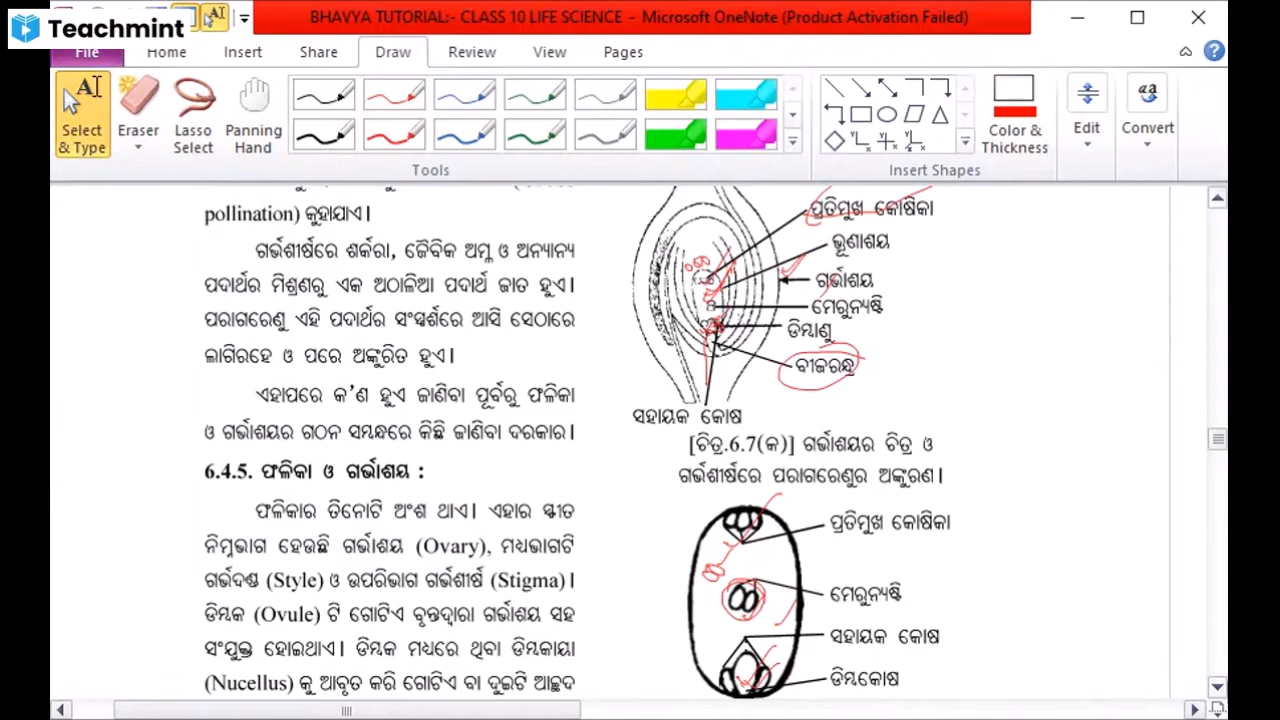 BHAVYA TUTORIAL:- CLASS 10 LIFE SCIENCE - Microsoft OneNote (Product Activation Failed)
Teachmint
File Home Insert Share Draw Review View Pages
Select & Type
Eraser
Lasso Select
Panning Hand
Color & Thickness
Edit
Convert
Tools
Insert Shapes
pollination) କୁହାଯାଏ।
ଗର୍ଭଶୀର୍ଷରେ ଶର୍କରା, ଜୈବିକ ଅମ୍ଳ ଓ ଅନ୍ୟାନ୍ୟ
ପଦାର୍ଥର ମିଶ୍ରଣରୁ ଏକ ଅଠାଳିଆ ପଦାର୍ଥ ଜାତ ହୁଏ।
ପରାଗରେଣୁ ଏହି ପଦାର୍ଥର ସଂସ୍ପର୍ଶରେ ଆସି ସେଠାରେ
ଲାଗିରହେ ଓ ପରେ ଅଙ୍କୁରିତ ହୁଏ।
ଏହାପରେ କ'ଣ ହୁଏ ଜାଣିବା ପୂର୍ବରୁ ଫଳିକା
ଓ ଗର୍ଭାଶୟର ଗଠନ ସମ୍ବନ୍ଧରେ କିଛି ଜାଣିବା ଦରକାର।
6.4.5. ଫଳିକା ଓ ଗର୍ଭାଶୟ :
ଫଳିକାର ତିନୋଟି ଅଂଶ ଥାଏ। ଏହାର ସ୍ଫୀତ
ନିମ୍ନଭାଗ ହେଉଛି ଗର୍ଭାଶୟ (Ovary), ମଧ୍ୟଭାଗଟି
ଗର୍ଭଦଣ୍ଡ (Style) ଓ ଉପରିଭାଗ ଗର୍ଭଶୀର୍ଷ (Stigma)।
ଡିମ୍ବକ (Ovule) ଟି ଗୋଟିଏ ବୃନ୍ତଦ୍ୱାରା ଗର୍ଭାଶୟ ସହ
ସଂଯୁକ୍ତ ହୋଇଥାଏ। ଡିମ୍ବକ ମଧ୍ୟରେ ଥିବା ଡିମ୍ବକାୟା
(Nucellus) କୁ ଆବୃତ କରି ଗୋଟିଏ ବା ଦୁଇଟି ଆଚ୍ଛଦ
ପ୍ରତିମୁଖ କୋଷିକା
ଭ୍ରୂଣାଶୟ
ଗର୍ଭାଶୟ
ମେରୁନ୍ୟଷ୍ଟି
ଡିମ୍ବାଣୁ
ବୀଜରନ୍ଧ୍ର
ସହାୟକ କୋଷ
[ଚିତ୍ର.6.7(କ)] ଗର୍ଭାଶୟର ଚିତ୍ର ଓ
ଗର୍ଭଶୀର୍ଷରେ ପରାଗରେଣୁର ଅଙ୍କୁରଣ।
ପ୍ରତିମୁଖ କୋଷିକା
ମେରୁନ୍ୟଷ୍ଟି
ସହାୟକ କୋଷ
ଡିମ୍ବକୋଷ